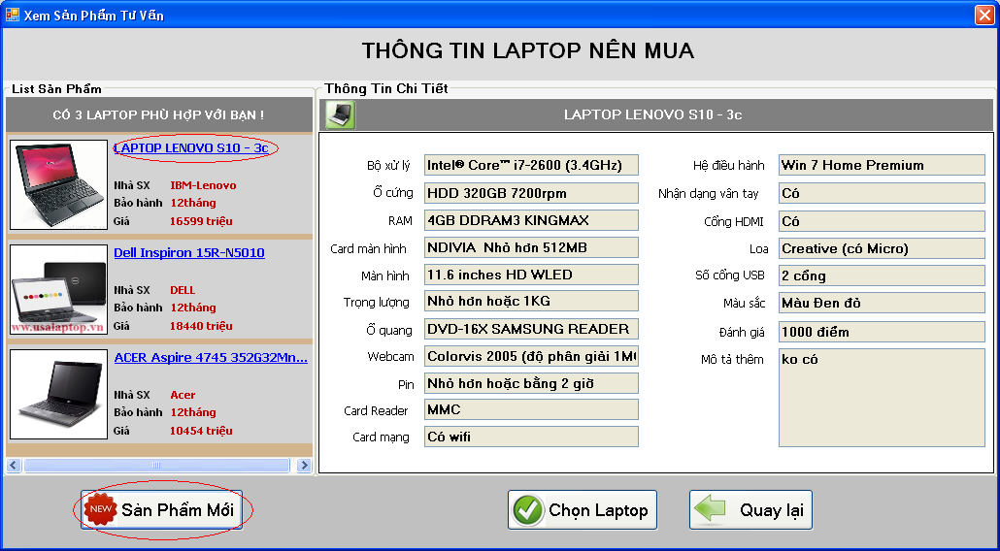 Xem Sản Phẩm Tư Vấn
THÔNG TIN LAPTOP NÊN MUA
List Sản Phẩm
CÓ 3 LAPTOP PHÙ HỢP VỚI BẠN !
LAPTOP LENOVO S10 - 3c
Nhà SX IBM-Lenovo
Bảo hành 12tháng
Giá 16599 triệu
Dell Inspiron 15R-N5010
Nhà SX DELL
Bảo hành 12tháng
Giá 18440 triệu
www.usalaptop.vn
ACER Aspire 4745 352G32Mn...
Nhà SX Acer
Bảo hành 12tháng
Giá 10454 triệu
Thông Tin Chi Tiết
LAPTOP LENOVO S10 - 3c
Bộ xử lý Intel® Core™ i7-2600 (3.4GHz)
Ổ cứng HDD 320GB 7200rpm
RAM 4GB DDRAM3 KINGMAX
Card màn hình NDIVIA Nhỏ hơn 512MB
Màn hình 11.6 inches HD WLED
Trọng lượng Nhỏ hơn hoặc 1KG
Ổ quang DVD-16X SAMSUNG READER
Webcam Colorvis 2005 (độ phân giải 1M
Pin Nhỏ hơn hoặc bằng 2 giờ
Card Reader MMC
Card mạng Có wifi
Hệ điều hành Win 7 Home Premium
Nhận dạng vân tay Có
Cổng HDMI Có
Loa Creative (có Micro)
Số cổng USB 2 cổng
Màu sắc Màu Đen đỏ
Đánh giá 1000 điểm
Mô tả thêm ko có
NEW Sản Phẩm Mới
Chọn Laptop
Quay lại